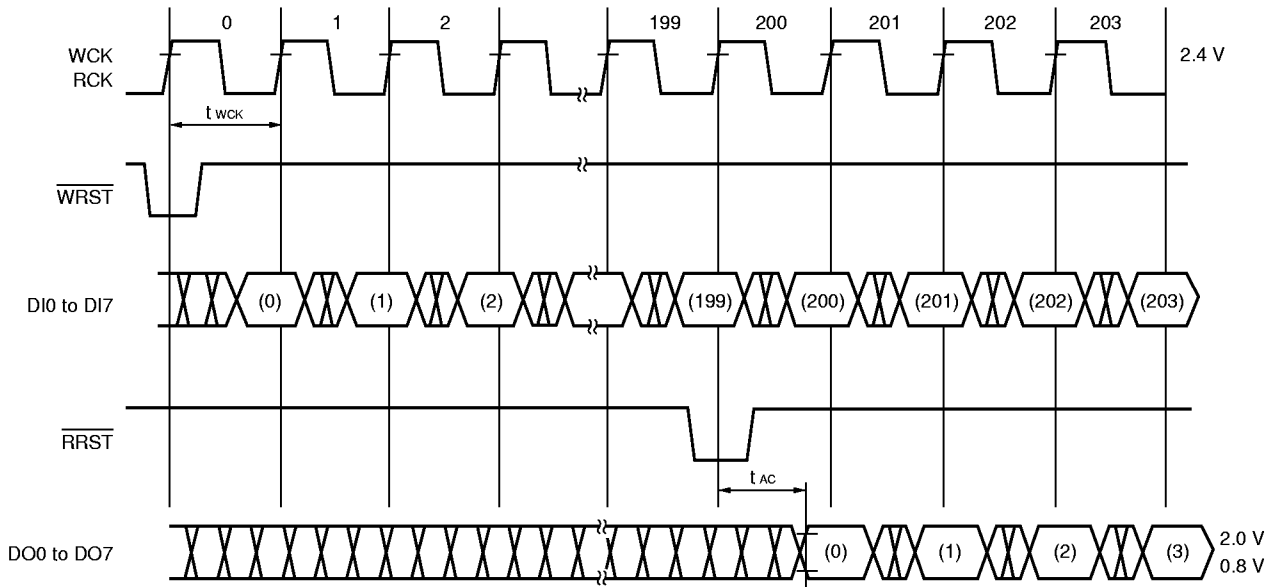 0 1 2 199 200 201 202 203
WCK
RCK
2.4 V
t WCK
WRST
DI0 to DI7 (0) (1) (2) (199) (200) (201) (202) (203)
RRST
t AC
DO0 to DO7 (0) (1) (2) (3)
2.0 V
0.8 V